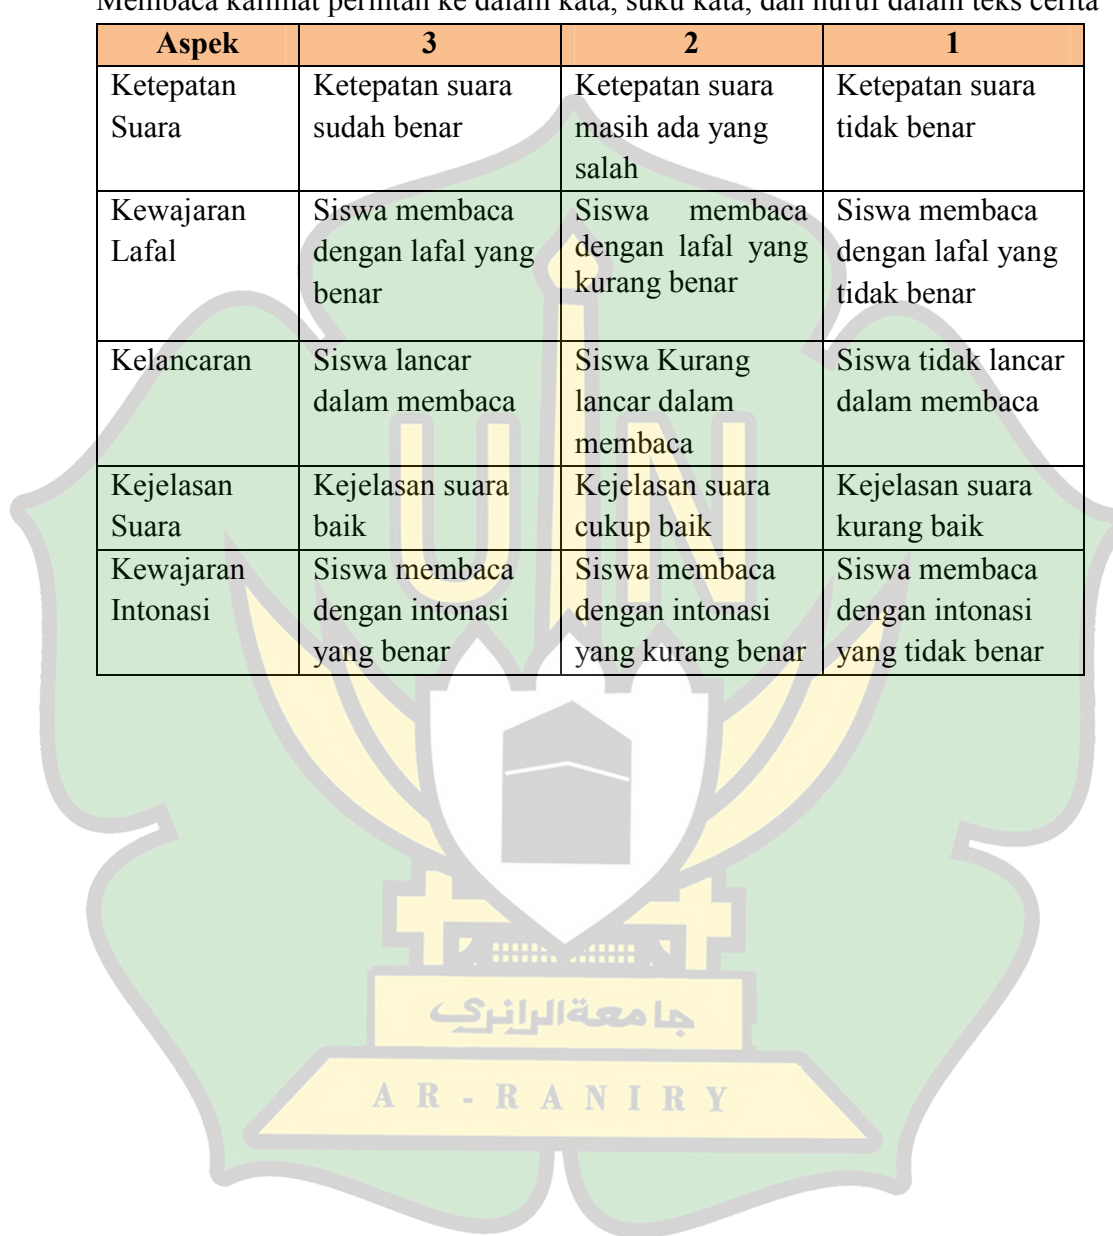 Membaca kalimat perintah ke dalam kata, suku kata, dan huruf dalam teks cerita
Aspek 3 2 1
Ketepatan Suara
Ketepatan suara sudah benar
Ketepatan suara masih ada yang salah
Ketepatan suara tidak benar
Kewajaran Lafal
Siswa membaca dengan lafal yang benar
Siswa membaca dengan lafal yang kurang benar
Siswa membaca dengan lafal yang tidak benar
Kelancaran
Siswa lancar dalam membaca
Siswa Kurang lancar dalam membaca
Siswa tidak lancar dalam membaca
Kejelasan Suara
Kejelasan suara baik
Kejelasan suara cukup baik
Kejelasan suara kurang baik
Kewajaran Intonasi
Siswa membaca dengan intonasi yang benar
Siswa membaca dengan intonasi yang kurang benar
Siswa membaca dengan intonasi yang tidak benar
UIN
جامعة الرانري
AR-RANIRY